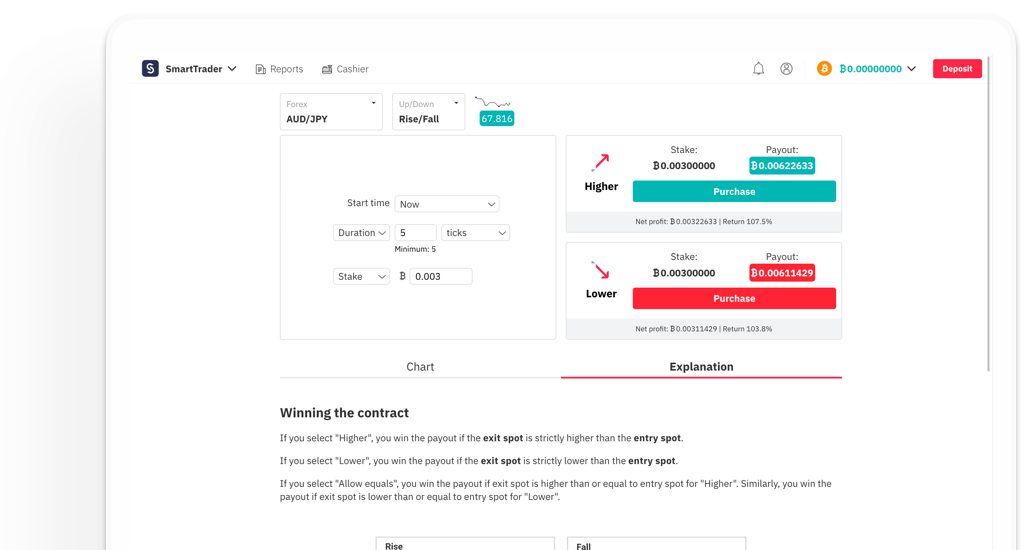 SmartTrader
Reports
Cashier
₿0.00000000
Deposit
Forex
AUD/JPY
Up/Down
Rise/Fall
67.816
Start time
Now
Duration
5
ticks
Minimum: 5
Stake
₿
0.003
Higher
Stake:
₿0.00300000
Payout:
₿0.00622633
Purchase
Net profit: ₿0.00322633 | Return 107.5%
Lower
Stake:
₿0.00300000
Payout:
₿0.00611429
Purchase
Net profit: ₿0.00311429 | Return 103.8%
Chart
Explanation
Winning the contract
If you select "Higher", you win the payout if the exit spot is strictly higher than the entry spot.
If you select "Lower", you win the payout if the exit spot is strictly lower than the entry spot.
If you select "Allow equals", you win the payout if exit spot is higher than or equal to entry spot for "Higher". Similarly, you win the
payout if exit spot is lower than or equal to entry spot for "Lower".
Rise
Fall